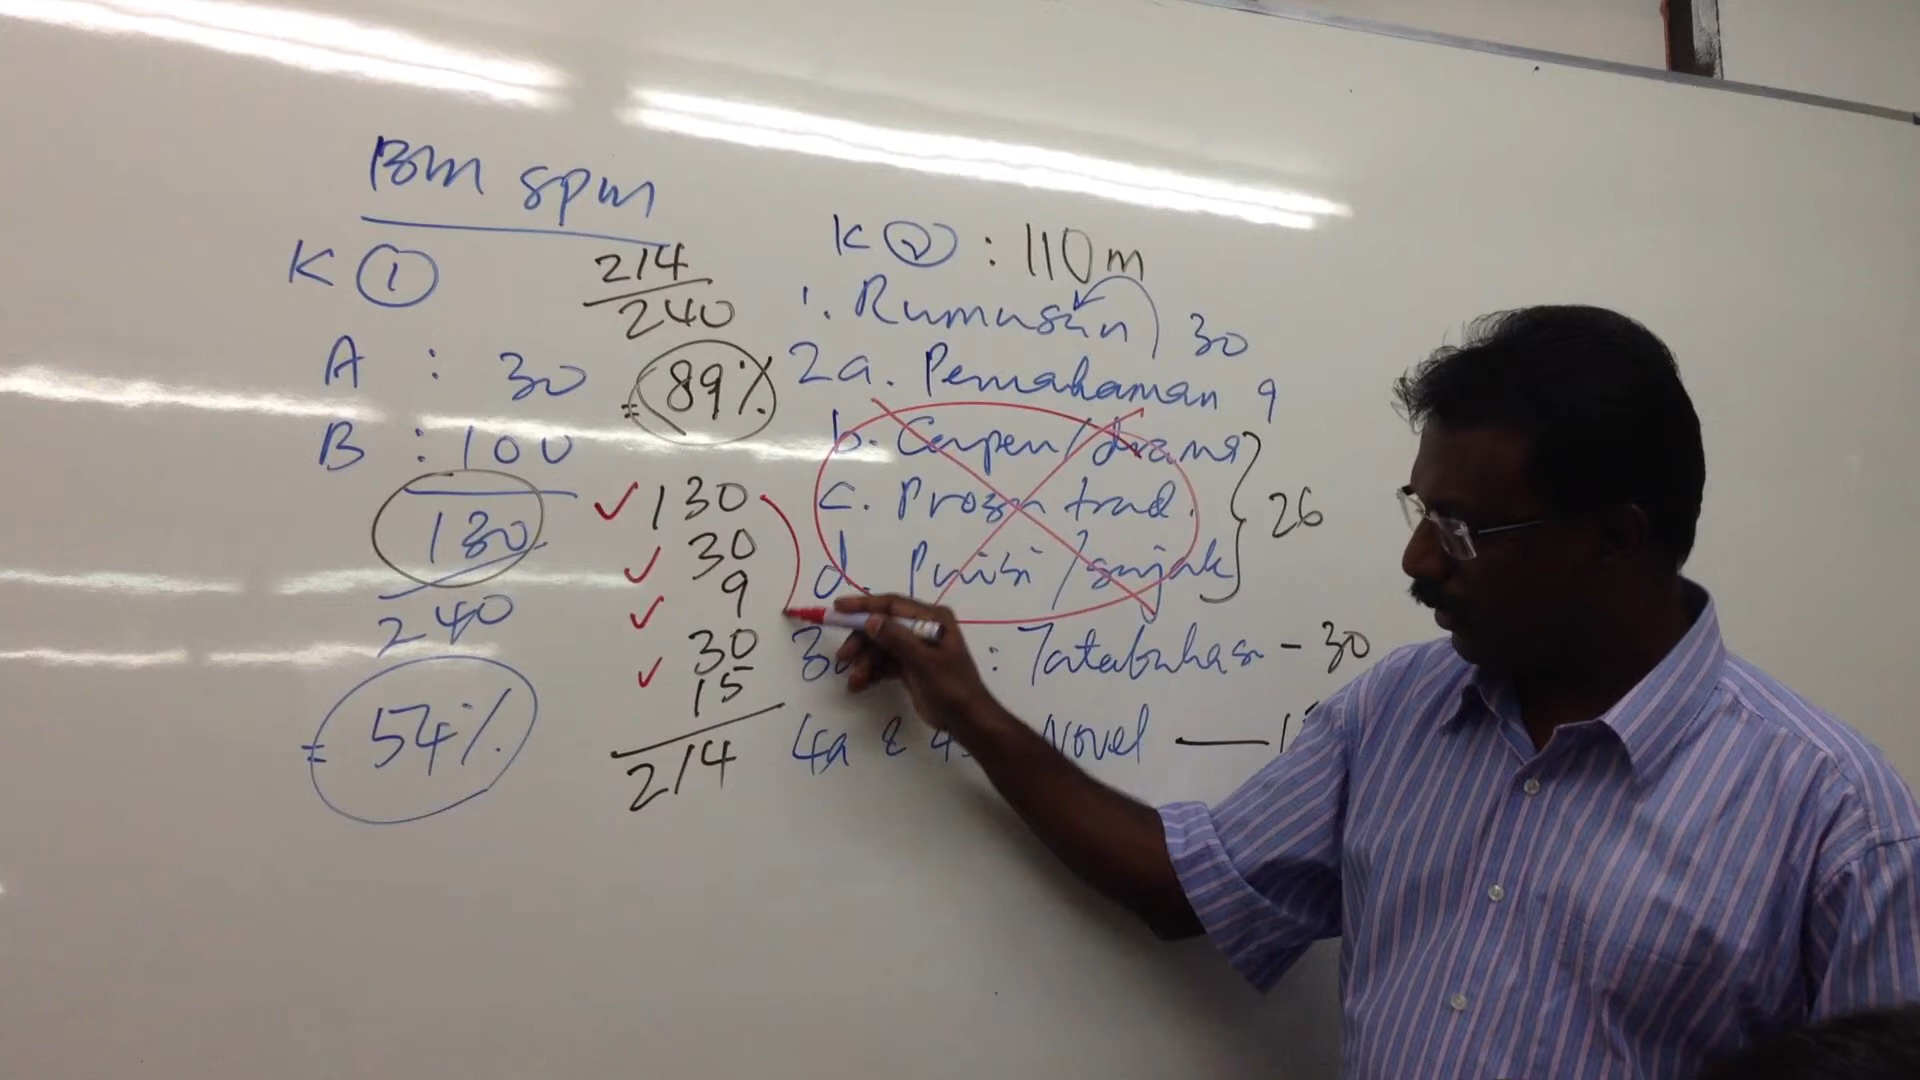 BM SPM
K ①
A : 30
B : 100
130
240
= 54%
214
240
= 89%
✓ 130
✓ 30
✓ 9
30
✓ 15
214
K ② : 110m
1. Rumusan 30
2a. Pemahaman 9
b. Cerpen/drama
c. Prosa trad.
d. Puisi/sajak
26
3 : Tatabahasa - 30
4a & 4 Novel —